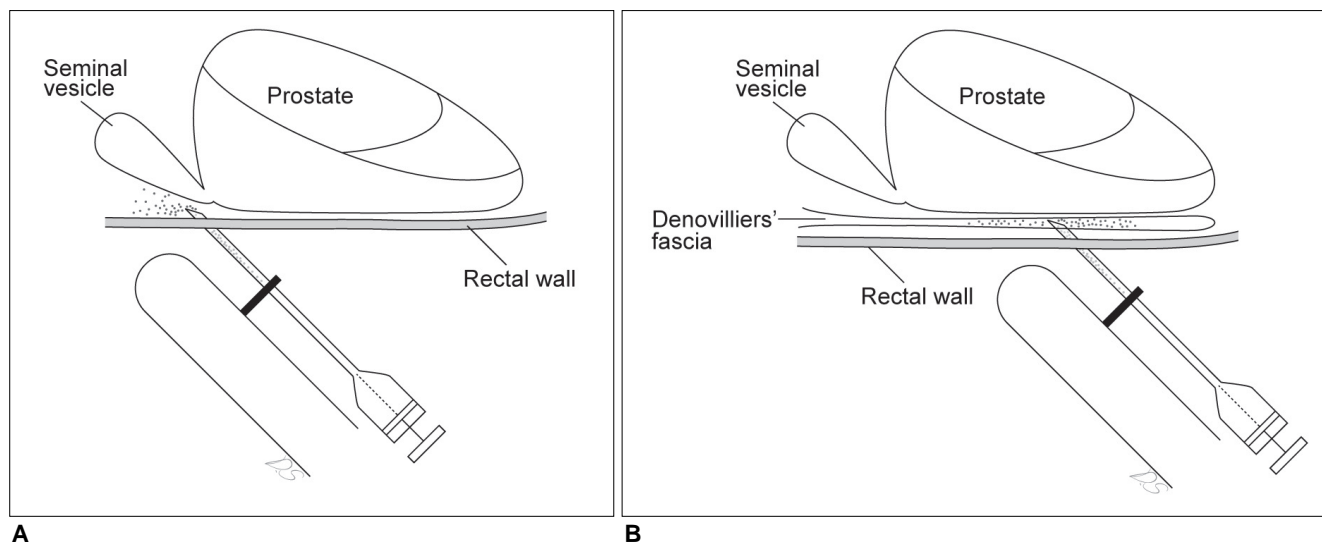 Seminal
vesicle
Prostate
Rectal wall
A
Seminal
vesicle
Prostate
Denovilliers'
fascia
Rectal wall
B